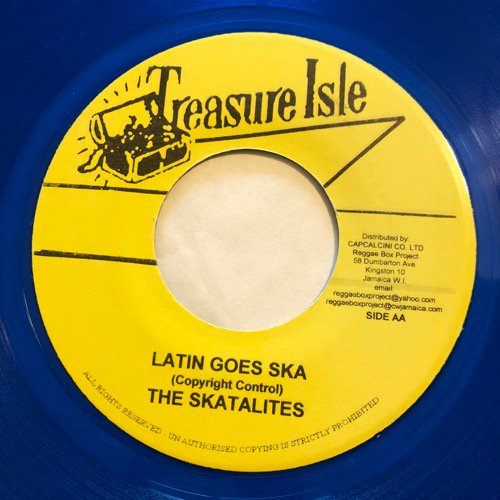 Treasure Isle
Distributed by:
CAPCALCINI CO LTD
Reggae Box Project
58 Dumbarton Ave.
Kingston 10
Jamaica W.I.
email:
reggaeboxproject@yahoo.com
reggaeboxproject@cwjamaica.com
SIDE AA
LATIN GOES SKA
(Copyright Control)
THE SKATALITES
ALL RIGHTS RESERVED - UN AUTHORISED COPYING IS STRICTLY PROHIBITED